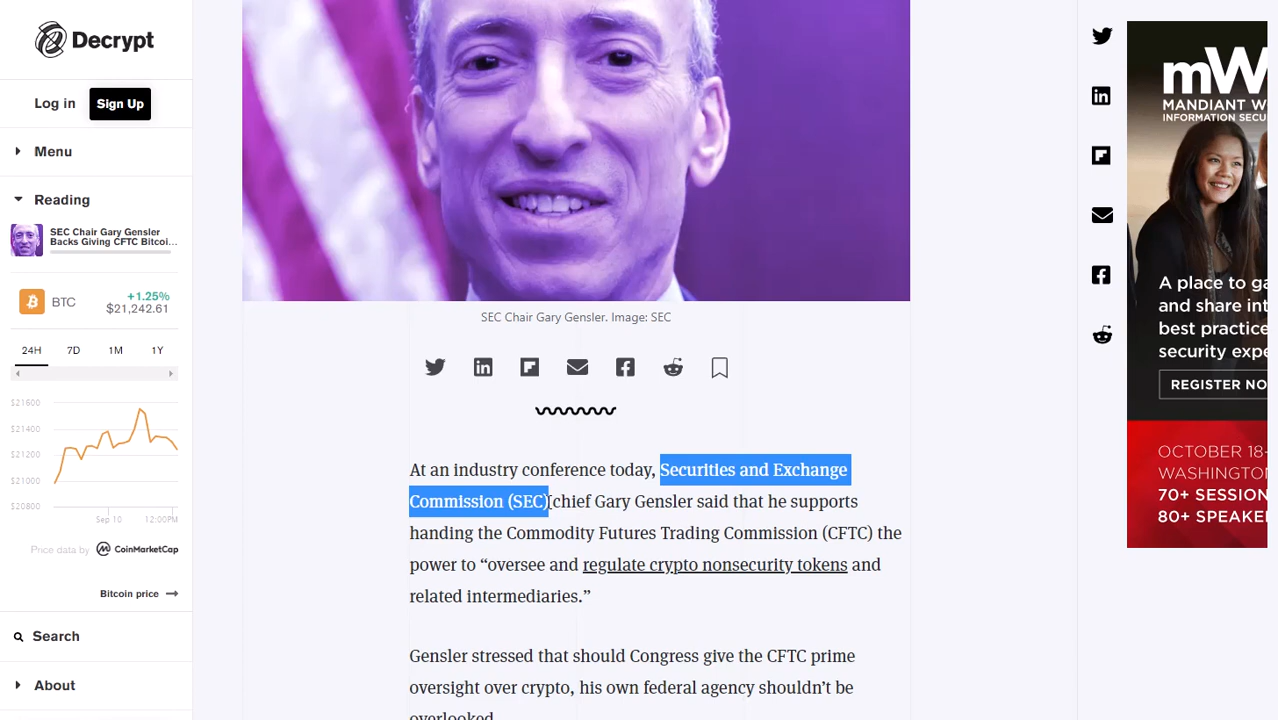 Decrypt
Log in
Sign Up
Menu
Reading
SEC Chair Gary Gensler
Backs Giving CFTC Bitcoi...
BTC
+1.25%
$21,242.61
24H 7D 1M 1Y
$21600
$21400
$21200
$21000
$20800
Sep 10 12:00PM
Price data by CoinMarketCap
Bitcoin price
Search
About
SEC Chair Gary Gensler. Image: SEC
At an industry conference today, Securities and Exchange
Commission (SEC) chief Gary Gensler said that he supports
handing the Commodity Futures Trading Commission (CFTC) the
power to “oversee and regulate crypto nonsecurity tokens and
related intermediaries.”
Gensler stressed that should Congress give the CFTC prime
oversight over crypto, his own federal agency shouldn’t be
overlooked.
mW
MANDIANT W
INFORMATION SECU
A place to ga
and share int
best practice
security expe
REGISTER NO
OCTOBER 18-
WASHINGTON
70+ SESSION
80+ SPEAKER